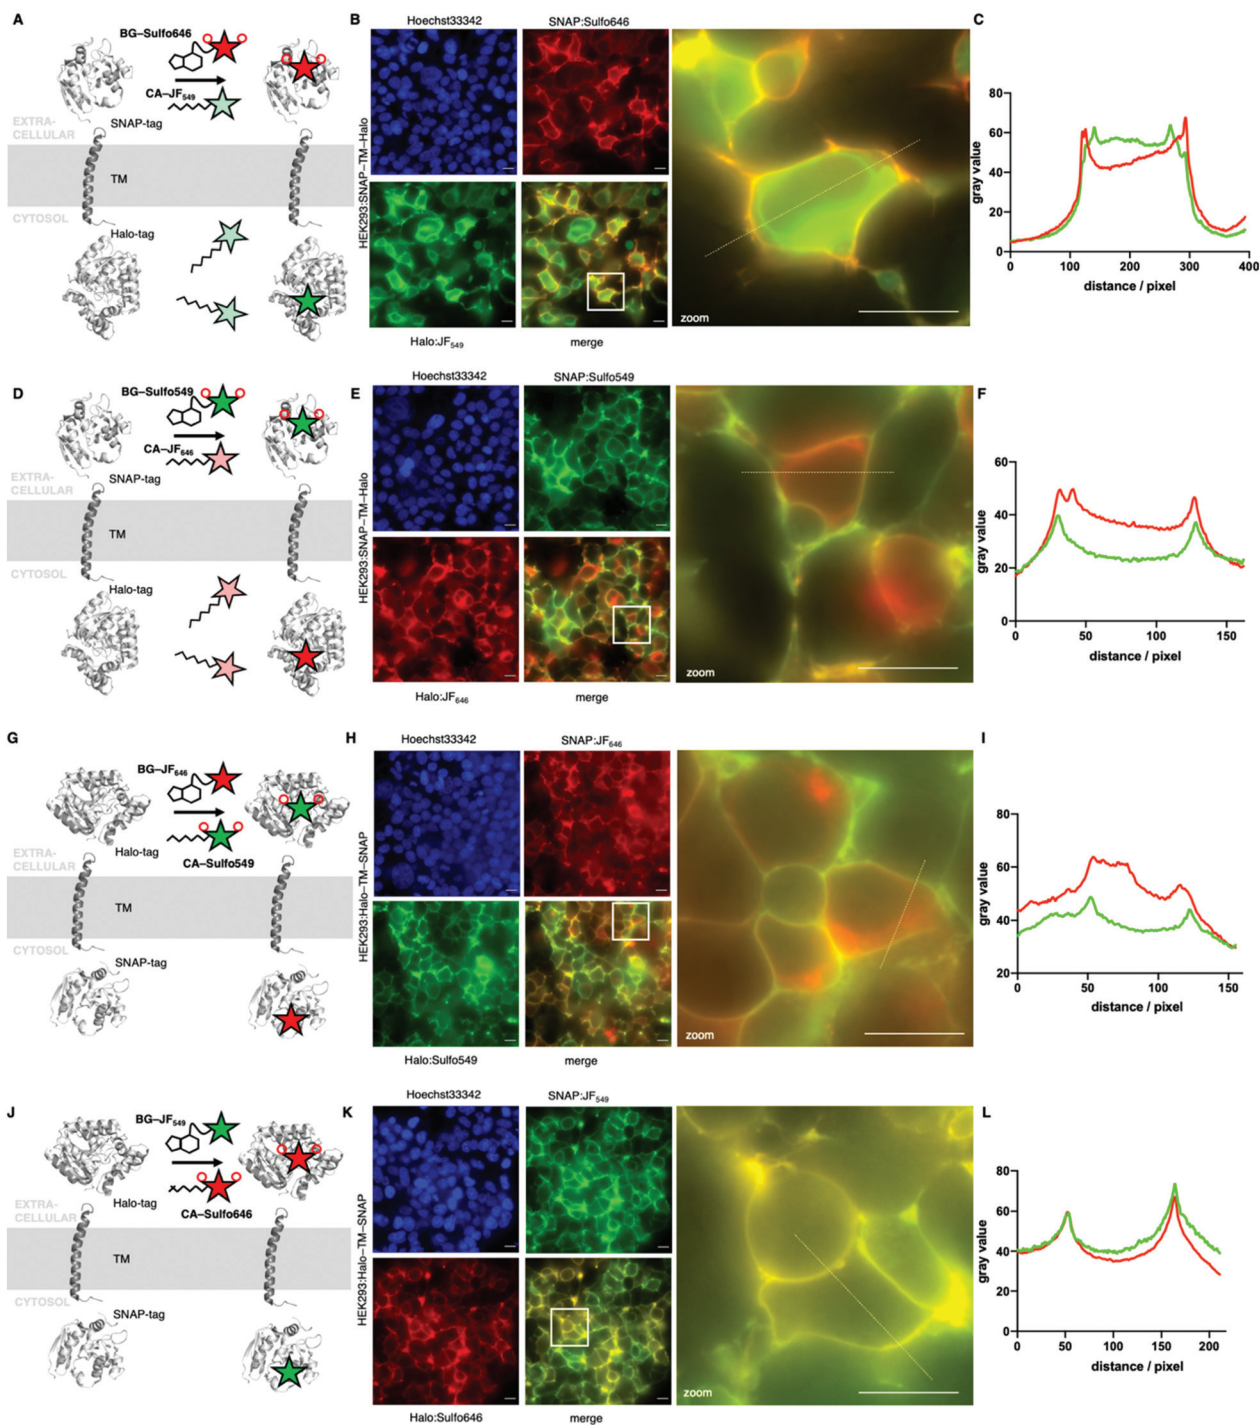 A
BG–Sulfo646
CA–JF549
EXTRA-
CELLULAR
SNAP-tag
TM
CYTOSOL
Halo-tag
B
HEK293:SNAP–TM–Halo
Hoechst33342
SNAP:Sulfo646
Halo:JF549
merge
zoom
C
80
60
40
20
0
gray value
0 100 200 300 400
distance / pixel
D
BG–Sulfo549
CA–JF646
EXTRA-
CELLULAR
SNAP-tag
TM
CYTOSOL
Halo-tag
E
HEK293:SNAP–TM–Halo
Hoechst33342
SNAP:Sulfo549
Halo:JF646
merge
zoom
F
60
40
20
0
gray value
0 50 100 150
distance / pixel
G
BG–JF646
CA–Sulfo549
Halo-tag
EXTRA-
CELLULAR
TM
CYTOSOL
SNAP-tag
H
HEK293:Halo–TM–SNAP
Hoechst33342
SNAP:JF646
Halo:Sulfo549
merge
zoom
I
80
60
40
20
gray value
0 50 100 150
distance / pixel
J
BG–JF549
CA–Sulfo646
Halo-tag
EXTRA-
CELLULAR
TM
CYTOSOL
SNAP-tag
K
HEK293:Halo–TM–SNAP
Hoechst33342
SNAP:JF549
Halo:Sulfo646
merge
zoom
L
80
60
40
20
0
gray value
0 50 100 150 200
distance / pixel